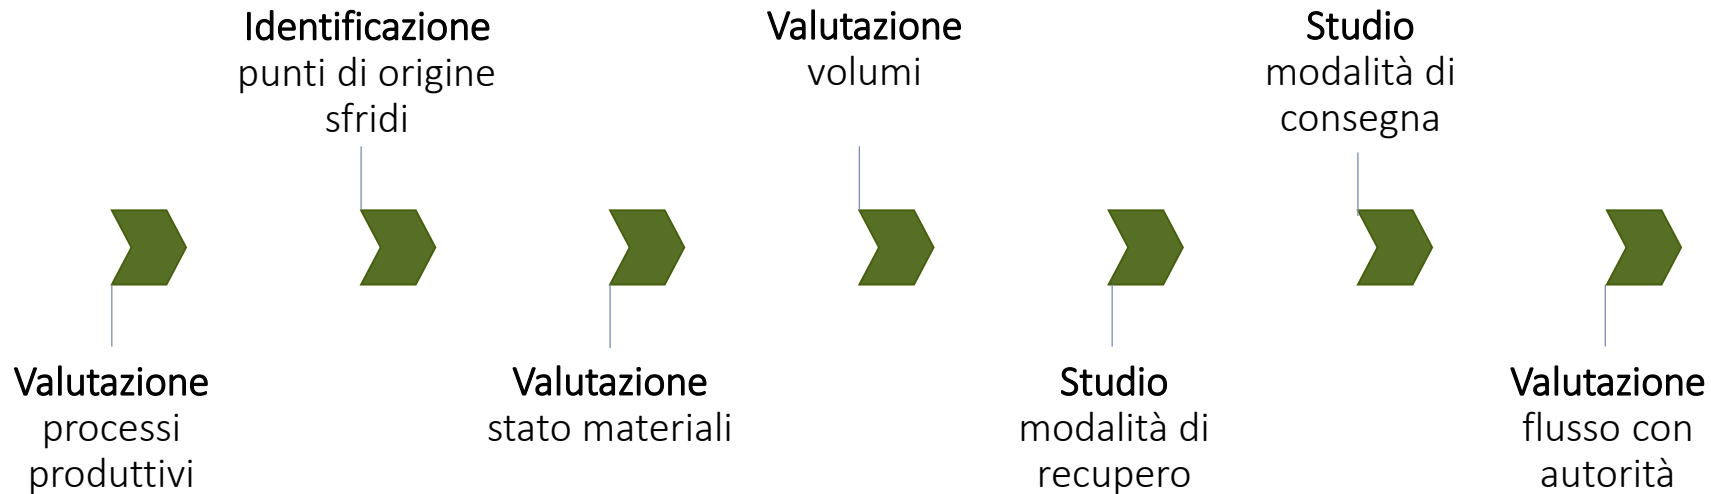 Valutazione
processi
produttivi
Identificazione
punti di origine
sfridi
Valutazione
stato materiali
Valutazione
volumi
Studio
modalità di
recupero
Studio
modalità di
consegna
Valutazione
flusso con
autorità